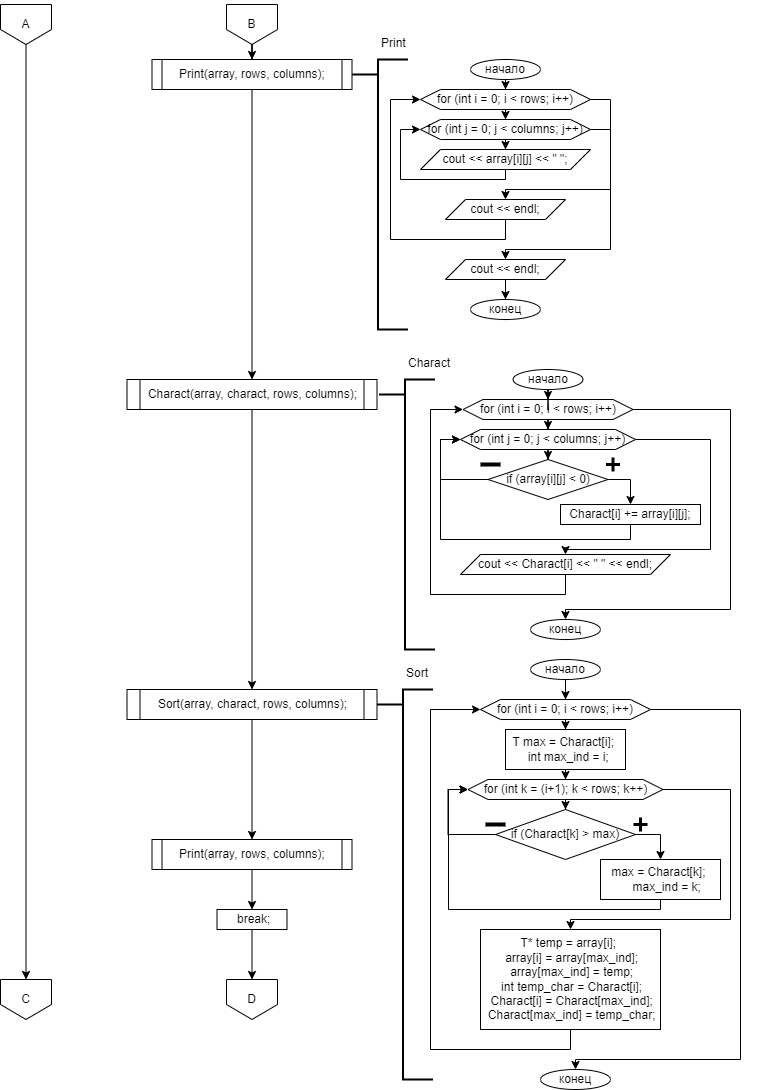 A
B
Print(array, rows, columns);
Print
начало
for (int i = 0; i < rows; i++)
for (int j = 0; j < columns; j++)
cout << array[i][j] << " ";
cout << endl;
cout << endl;
конец
Charact(array, charact, rows, columns);
Charact
начало
for (int i = 0; i < rows; i++)
for (int j = 0; j < columns; j++)
if (array[i][j] < 0)
Charact[i] += array[i][j];
cout << Charact[i] << " " << endl;
конец
Sort(array, charact, rows, columns);
Sort
начало
for (int i = 0; i < rows; i++)
T max = Charact[i];
int max_ind = i;
for (int k = (i+1); k < rows; k++)
if (Charact[k] > max)
max = Charact[k];
max_ind = k;
T* temp = array[i];
array[i] = array[max_ind];
array[max_ind] = temp;
int temp_char = Charact[i];
Charact[i] = Charact[max_ind];
Charact[max_ind] = temp_char;
конец
Print(array, rows, columns);
break;
C
D